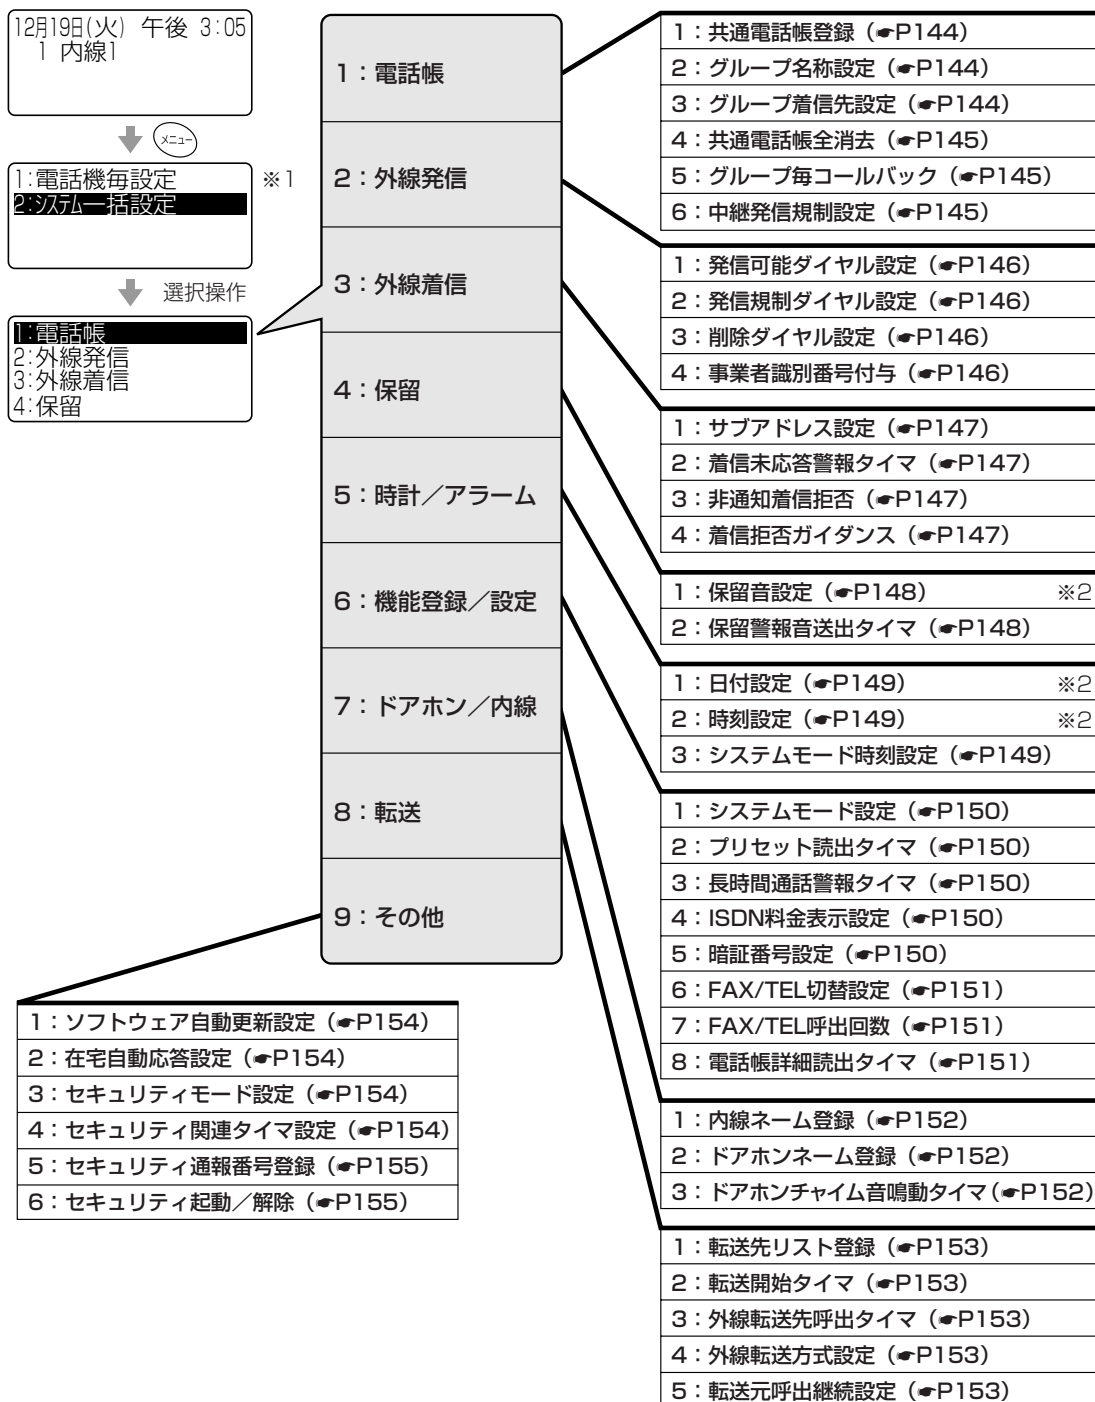 12月19日(火) 午後 3:05
1 内線1
メニュー
1:電話機毎設定
※1
2:システム一括設定
選択操作
1:電話帳
2:外線発信
3:外線着信
4:保留
1：電話帳
2：外線発信
3：外線着信
4：保留
5：時計／アラーム
6：機能登録／設定
7：ドアホン／内線
8：転送
9：その他
1：共通電話帳登録（☛P144）
2：グループ名称設定（☛P144）
3：グループ着信先設定（☛P144）
4：共通電話帳全消去（☛P145）
5：グループ毎コールバック（☛P145）
6：中継発信規制設定（☛P145）
1：発信可能ダイヤル設定（☛P146）
2：発信規制ダイヤル設定（☛P146）
3：削除ダイヤル設定（☛P146）
4：事業者識別番号付与（☛P146）
1：サブアドレス設定（☛P147）
2：着信未応答警報タイマ（☛P147）
3：非通知着信拒否（☛P147）
4：着信拒否ガイダンス（☛P147）
1：保留音設定（☛P148） ※2
2：保留警報音送出タイマ（☛P148）
1：日付設定（☛P149） ※2
2：時刻設定（☛P149） ※2
3：システムモード時刻設定（☛P149）
1：システムモード設定（☛P150）
2：プリセット読出タイマ（☛P150）
3：長時間通話警報タイマ（☛P150）
4：ISDN料金表示設定（☛P150）
5：暗証番号設定（☛P150）
6：FAX/TEL切替設定（☛P151）
7：FAX/TEL呼出回数（☛P151）
8：電話帳詳細読出タイマ（☛P151）
1：内線ネーム登録（☛P152）
2：ドアホンネーム登録（☛P152）
3：ドアホンチャイム音鳴動タイマ（☛P152）
1：転送先リスト登録（☛P153）
2：転送開始タイマ（☛P153）
3：外線転送先呼出タイマ（☛P153）
4：外線転送方式設定（☛P153）
5：転送元呼出継続設定（☛P153）
1：ソフトウェア自動更新設定（☛P154）
2：在宅自動応答設定（☛P154）
3：セキュリティモード設定（☛P154）
4：セキュリティ関連タイマ設定（☛P154）
5：セキュリティ通報番号登録（☛P155）
6：セキュリティ起動／解除（☛P155）